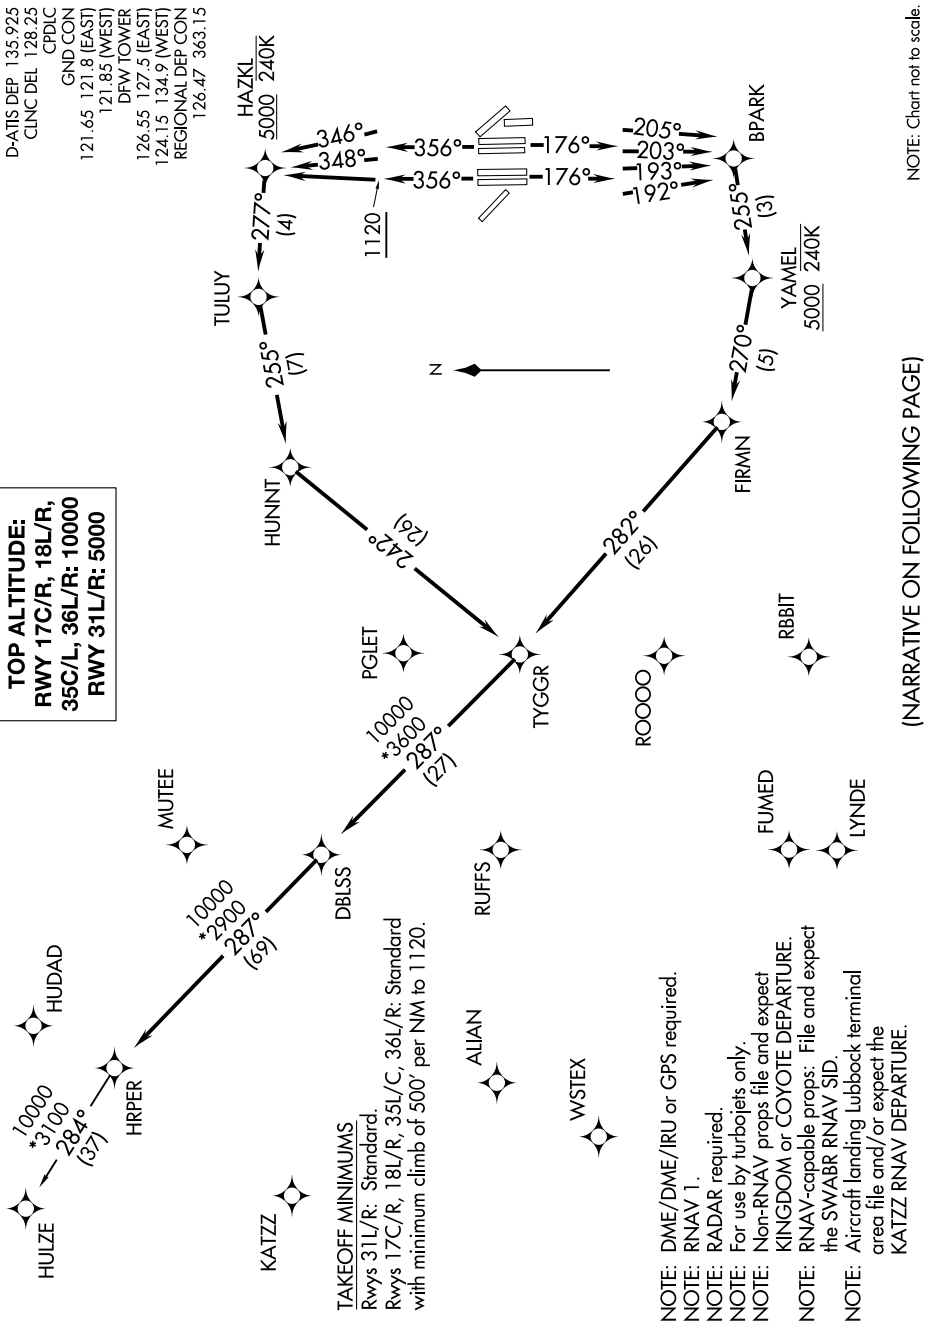 D-ATIS DEP 135.925
CLNC DEL 128.25
CPDLC
GND CON
121.65 121.8 (EAST)
121.85 (WEST)
DFW TOWER
126.55 127.5 (EAST)
124.15 134.9 (WEST)
REGIONAL DEP CON
126.47 363.15
TOP ALTITUDE:
RWY 17C/R, 18L/R,
35C/L, 36L/R: 10000
RWY 31L/R: 5000
HAZKL
5000 240K
346°
348°
1120
356°
356°
176°
176°
205°
203°
193°
192°
BPARK
255°
(3)
YAMEL
5000 240K
270°
(5)
FIRMN
282°
(26)
277°
(4)
TULUY
255°
(7)
HUNNT
242°
(26)
N
TYGGR
PGLET
ROOOO
RBBIT
10000
*3600
287°
(27)
DBLSS
MUTEE
RUFFS
FUMED
LYNDE
10000
*2900
287°
(69)
HRPER
HUDAD
ALIAN
WSTEX
10000
*3100
284°
(37)
HULZE
KATZZ
TAKEOFF MINIMUMS
Rwys 31L/R: Standard.
Rwys 17C/R, 18L/R, 35L/C, 36L/R: Standard
with minimum climb of 500' per NM to 1120.
NOTE: DME/DME/IRU or GPS required.
NOTE: RNAV 1.
NOTE: RADAR required.
NOTE: For use by turbojets only.
NOTE: Non-RNAV props file and expect
KINGDOM or COYOTE DEPARTURE.
NOTE: RNAV-capable props: File and expect
the SWABR RNAV SID.
NOTE: Aircraft landing Lubbock terminal
area file and/or expect the
KATZZ RNAV DEPARTURE.
(NARRATIVE ON FOLLOWING PAGE)
NOTE: Chart not to scale.